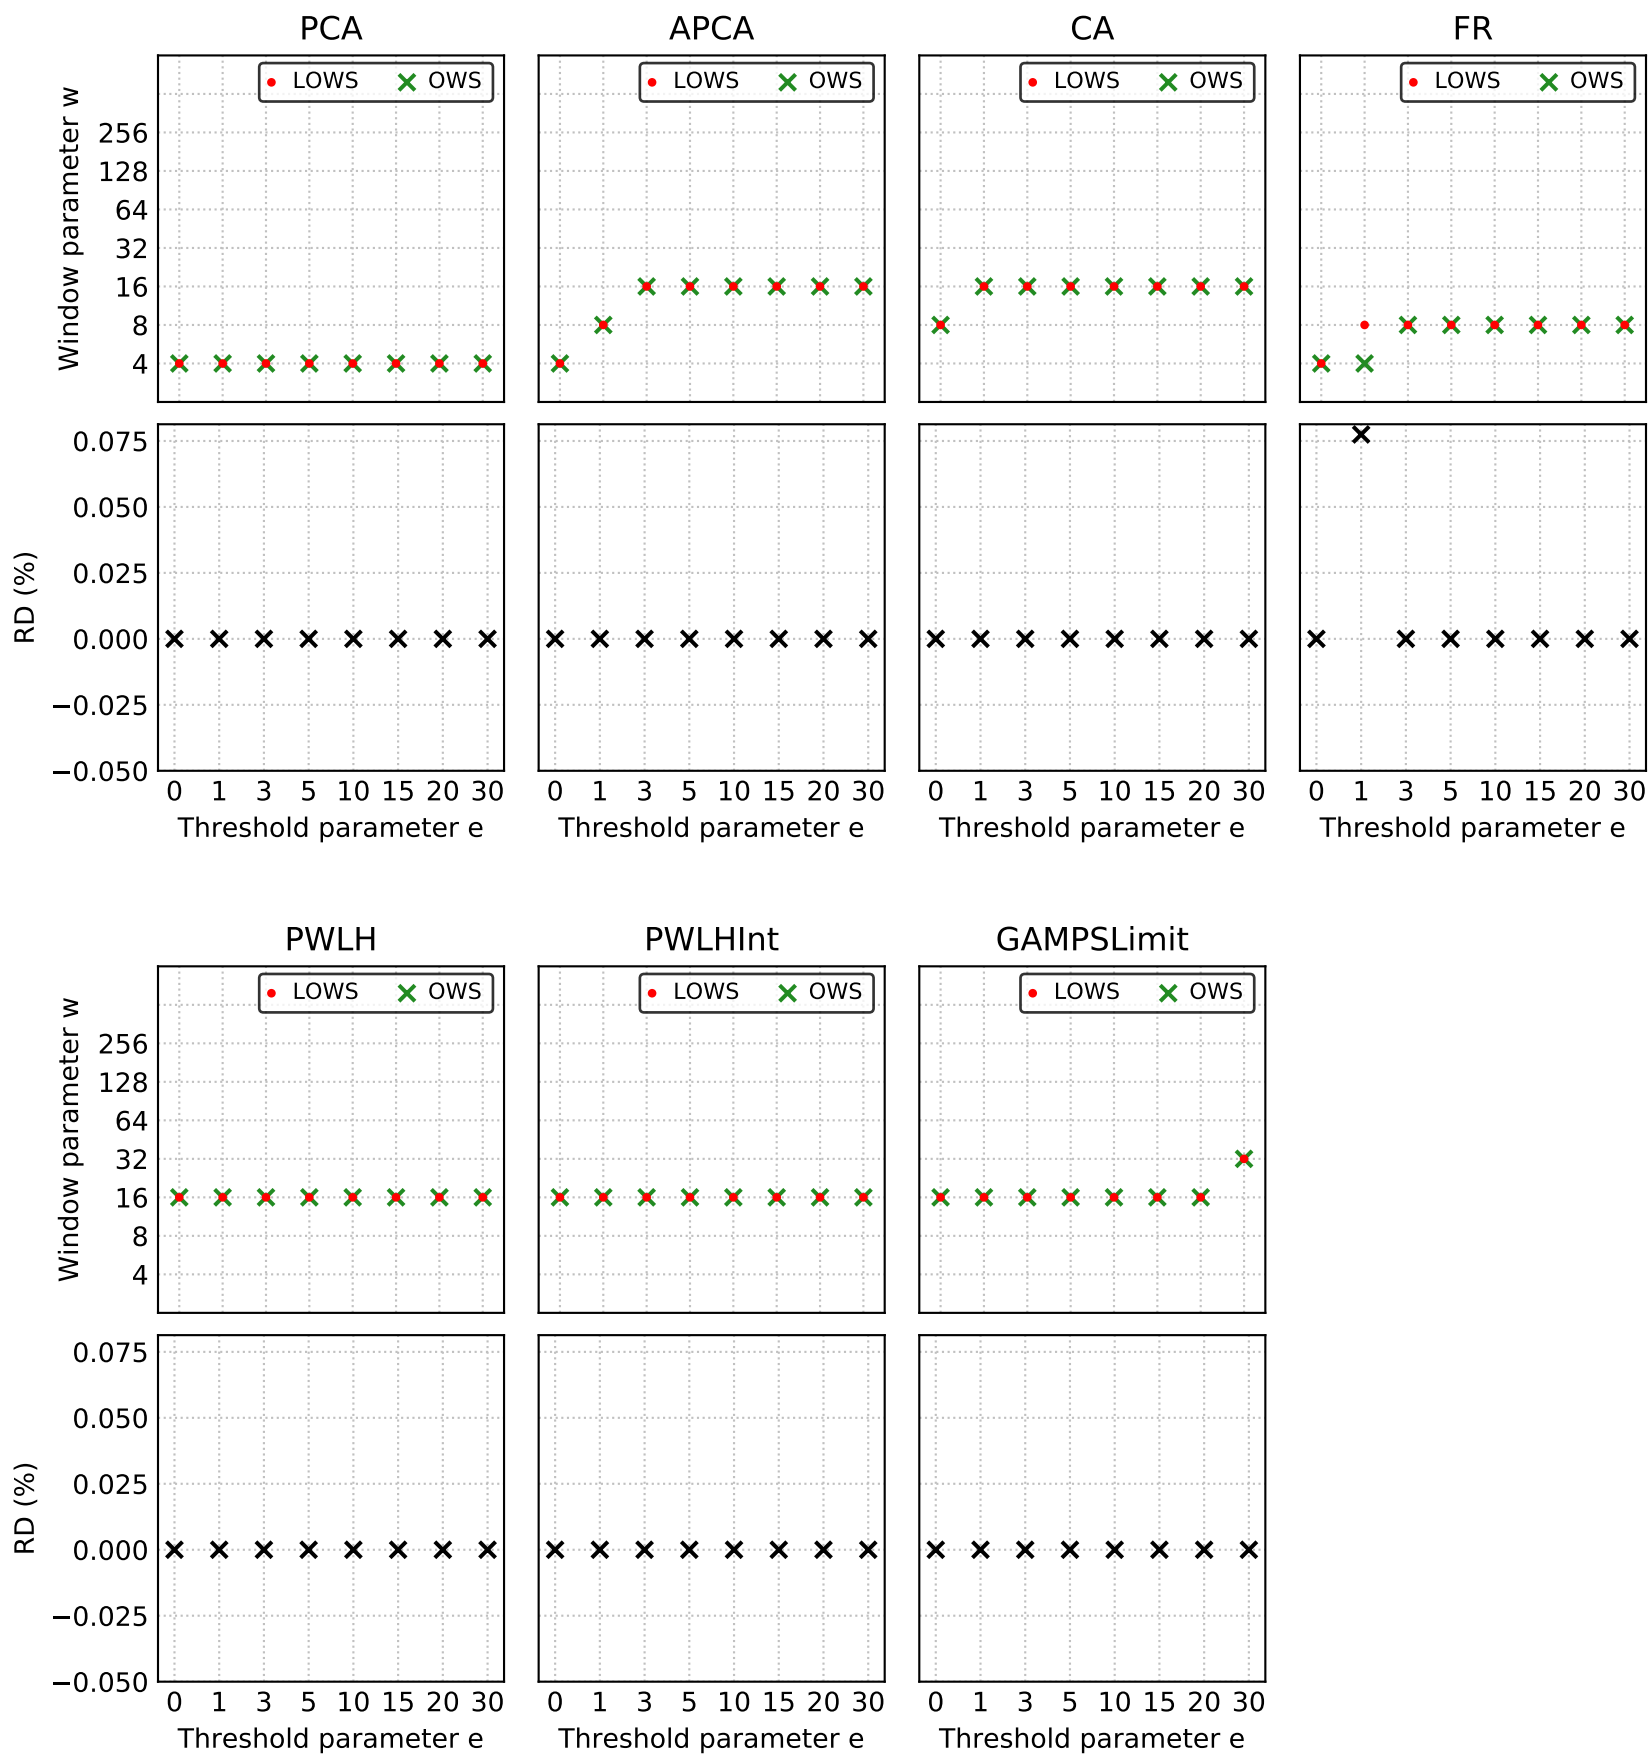 PCA APCA CA FR
LOWS OWS LOWS OWS LOWS OWS LOWS OWS
Window parameter w
256
128
64
32
16
8
4
RD (%)
0.075
0.050
0.025
0.000
−0.025
−0.050
0 1 3 5 10 15 20 30 0 1 3 5 10 15 20 30 0 1 3 5 10 15 20 30 0 1 3 5 10 15 20 30
Threshold parameter e Threshold parameter e Threshold parameter e Threshold parameter e
PWLH PWLHInt GAMPSLimit
LOWS OWS LOWS OWS LOWS OWS
Window parameter w
256
128
64
32
16
8
4
RD (%)
0.075
0.050
0.025
0.000
−0.025
−0.050
0 1 3 5 10 15 20 30 0 1 3 5 10 15 20 30 0 1 3 5 10 15 20 30
Threshold parameter e Threshold parameter e Threshold parameter e